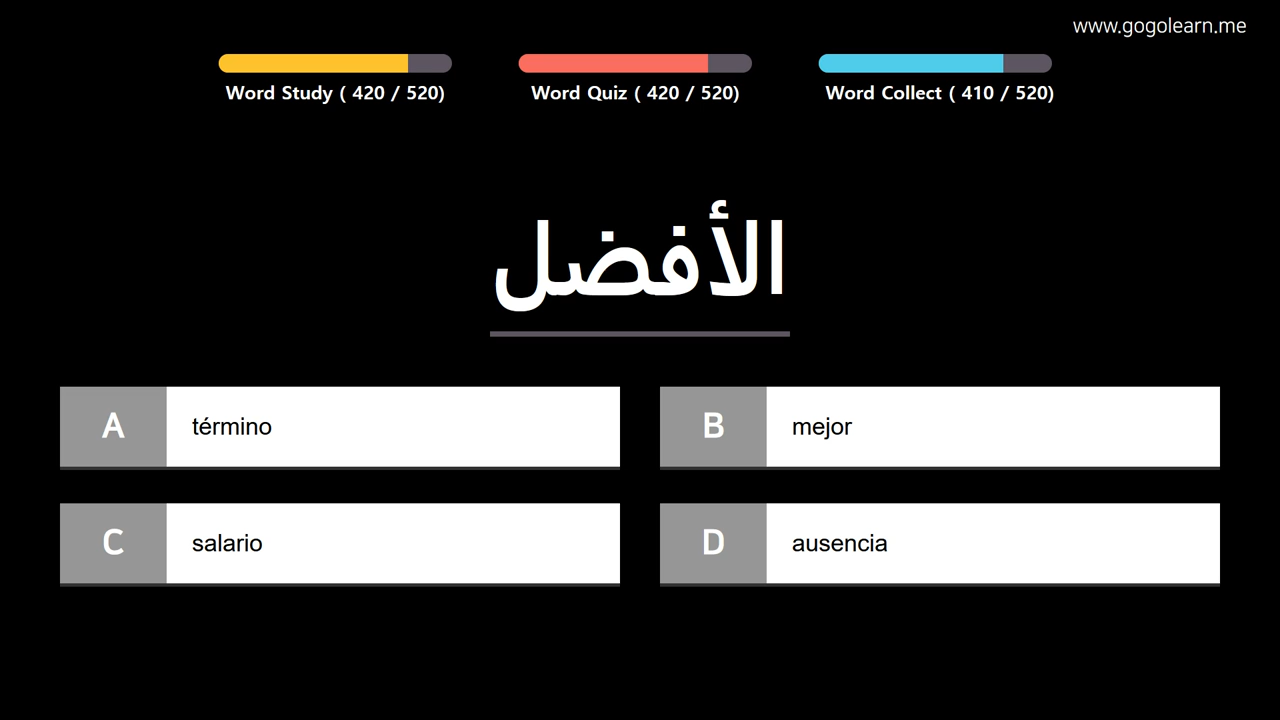 www.gogolearn.me
Word Study ( 420 / 520)
Word Quiz ( 420 / 520)
Word Collect ( 410 / 520)
الأفضل
A término
B mejor
C salario
D ausencia